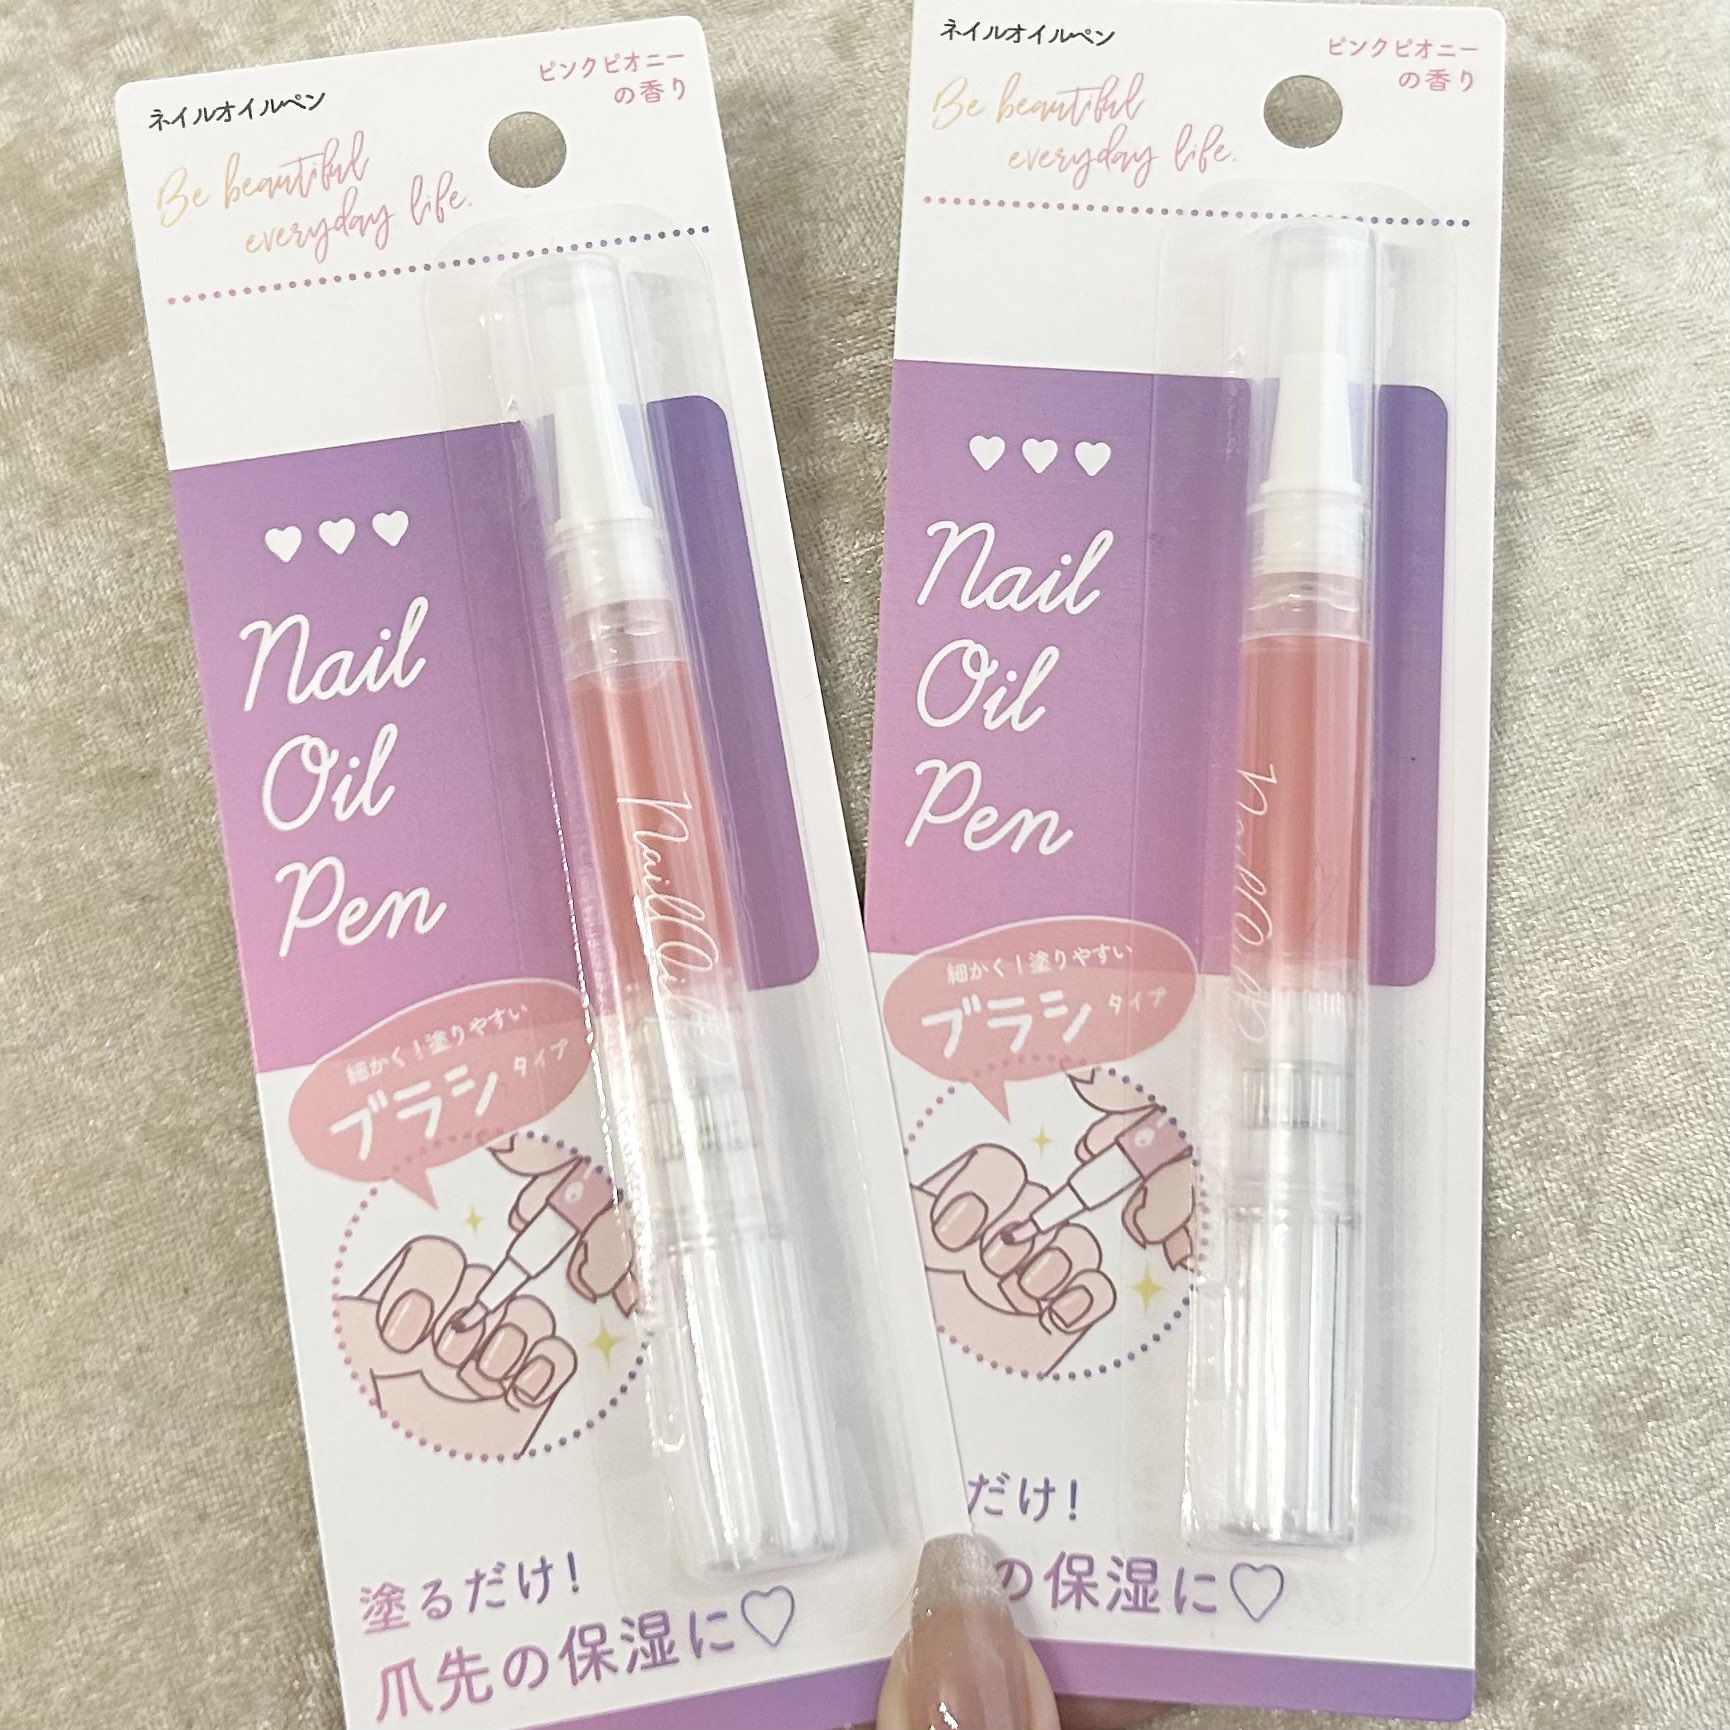 ネイルオイルペン
ピンクピオニー
の香り
Be beautiful
everyday life.
Nail
Oil
Pen
Nail Oil
細かく！塗りやすい
ブラシタイプ
塗るだけ！
爪先の保湿に♡
ネイルオイルペン
ピンクピオニー
の香り
Be beautiful
everyday life.
Nail
Oil
Pen
細かく！塗りやすい
ブラシタイプ
だけ！
の保湿に♡